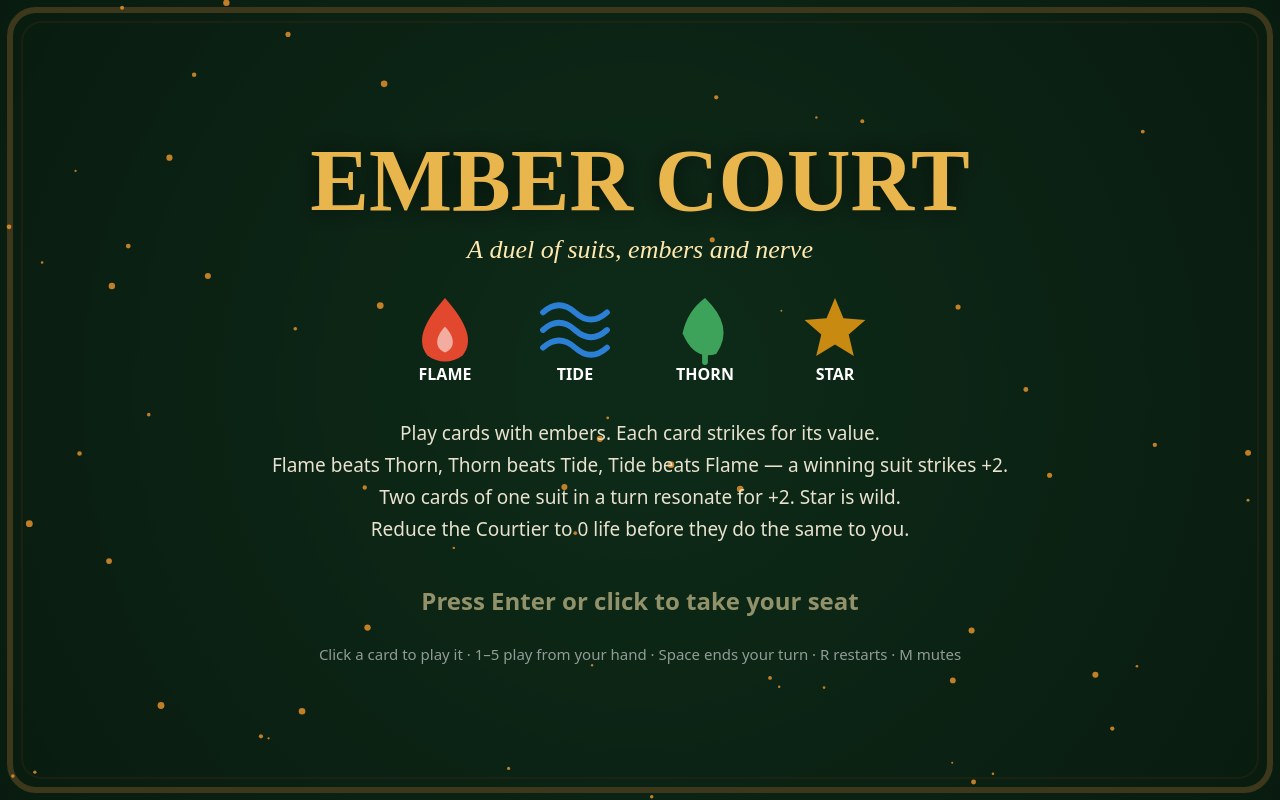 EMBER COURT
A duel of suits, embers and nerve
FLAME TIDE THORN STAR
Play cards with embers. Each card strikes for its value.
Flame beats Thorn, Thorn beats Tide, Tide beats Flame — a winning suit strikes +2.
Two cards of one suit in a turn resonate for +2. Star is wild.
Reduce the Courtier to 0 life before they do the same to you.
Press Enter or click to take your seat
Click a card to play it · 1–5 play from your hand · Space ends your turn · R restarts · M mutes